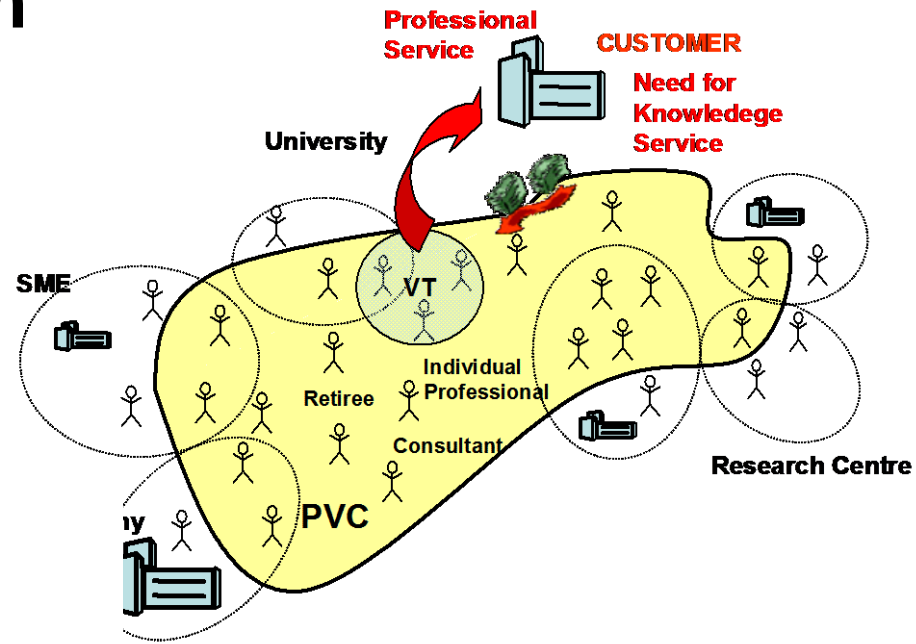 Professional
Service
CUSTOMER
Need for
Knowledege
Service
University
SME
VT
Individual
Professional
Retiree
Consultant
Research Centre
PVC